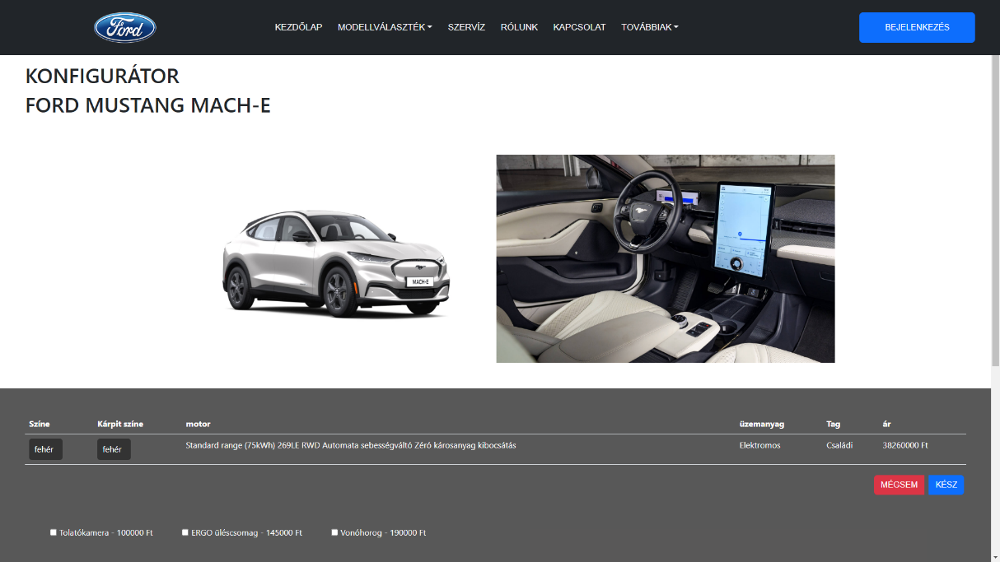 Ford
KEZDŐLAP MODELLVÁLASZTÉK SZERVÍZ RÓLUNK KAPCSOLAT TOVÁBBIAK BEJELENKEZÉS
KONFIGURÁTOR
FORD MUSTANG MACH-E
MACH-E
Színe Kárpit színe motor üzemanyag Tag ár
fehér fehér Standard range (75kWh) 269LE RWD Automata sebességváltó Zéró károsanyag kibocsátás Elektromos Családi 38260000 Ft
MÉGSEM KÉSZ
Tolatókamera - 100000 Ft ERGO üléscsomag - 145000 Ft Vonóhorog - 190000 Ft